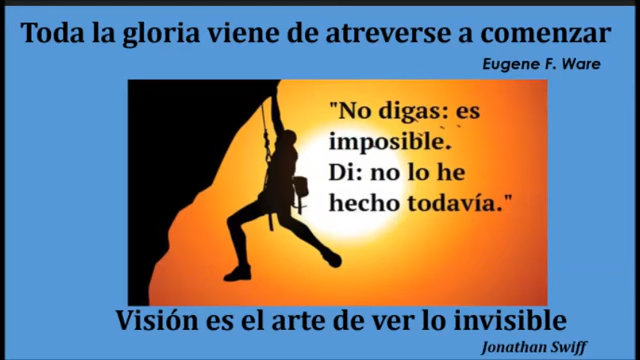 Toda la gloria viene de atreverse a comenzar
Eugene F. Ware
"No digas: es
imposible.
Di: no lo he
hecho todavía."
Visión es el arte de ver lo invisible
Jonathan Swiff